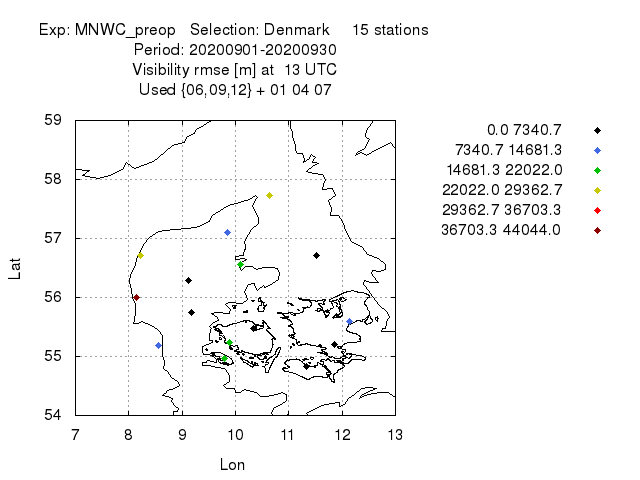 Exp: MNWC_preop   Selection: Denmark     15 stations
Period: 20200901-20200930
Visibility rmse [m] at  13 UTC
Used {06,09,12} + 01 04 07
0.0 7340.7
7340.7 14681.3
14681.3 22022.0
22022.0 29362.7
29362.7 36703.3
36703.3 44044.0
59
58
57
56
55
54
Lat
7 8 9 10 11 12 13
Lon